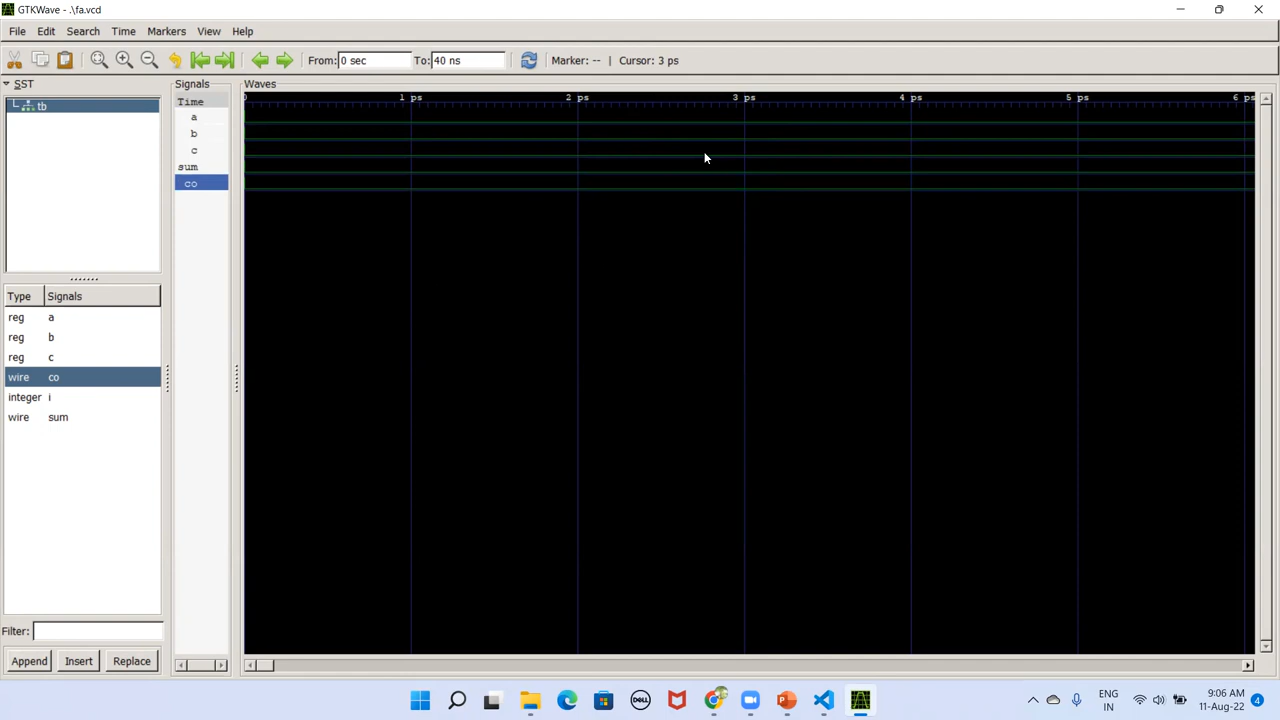 GTKWave - .\fa.vcd
File Edit Search Time Markers View Help
From: 0 sec To: 40 ns Marker: -- | Cursor: 3 ps
SST
tb
Type Signals
reg a
reg b
reg c
wire co
integer i
wire sum
Filter:
Append Insert Replace
Signals
Time
a
b
c
sum
co
Waves
1 ps 2 ps 3 ps 4 ps 5 ps 6 ps
DELL
ENG
IN
9:06 AM
11-Aug-22
4